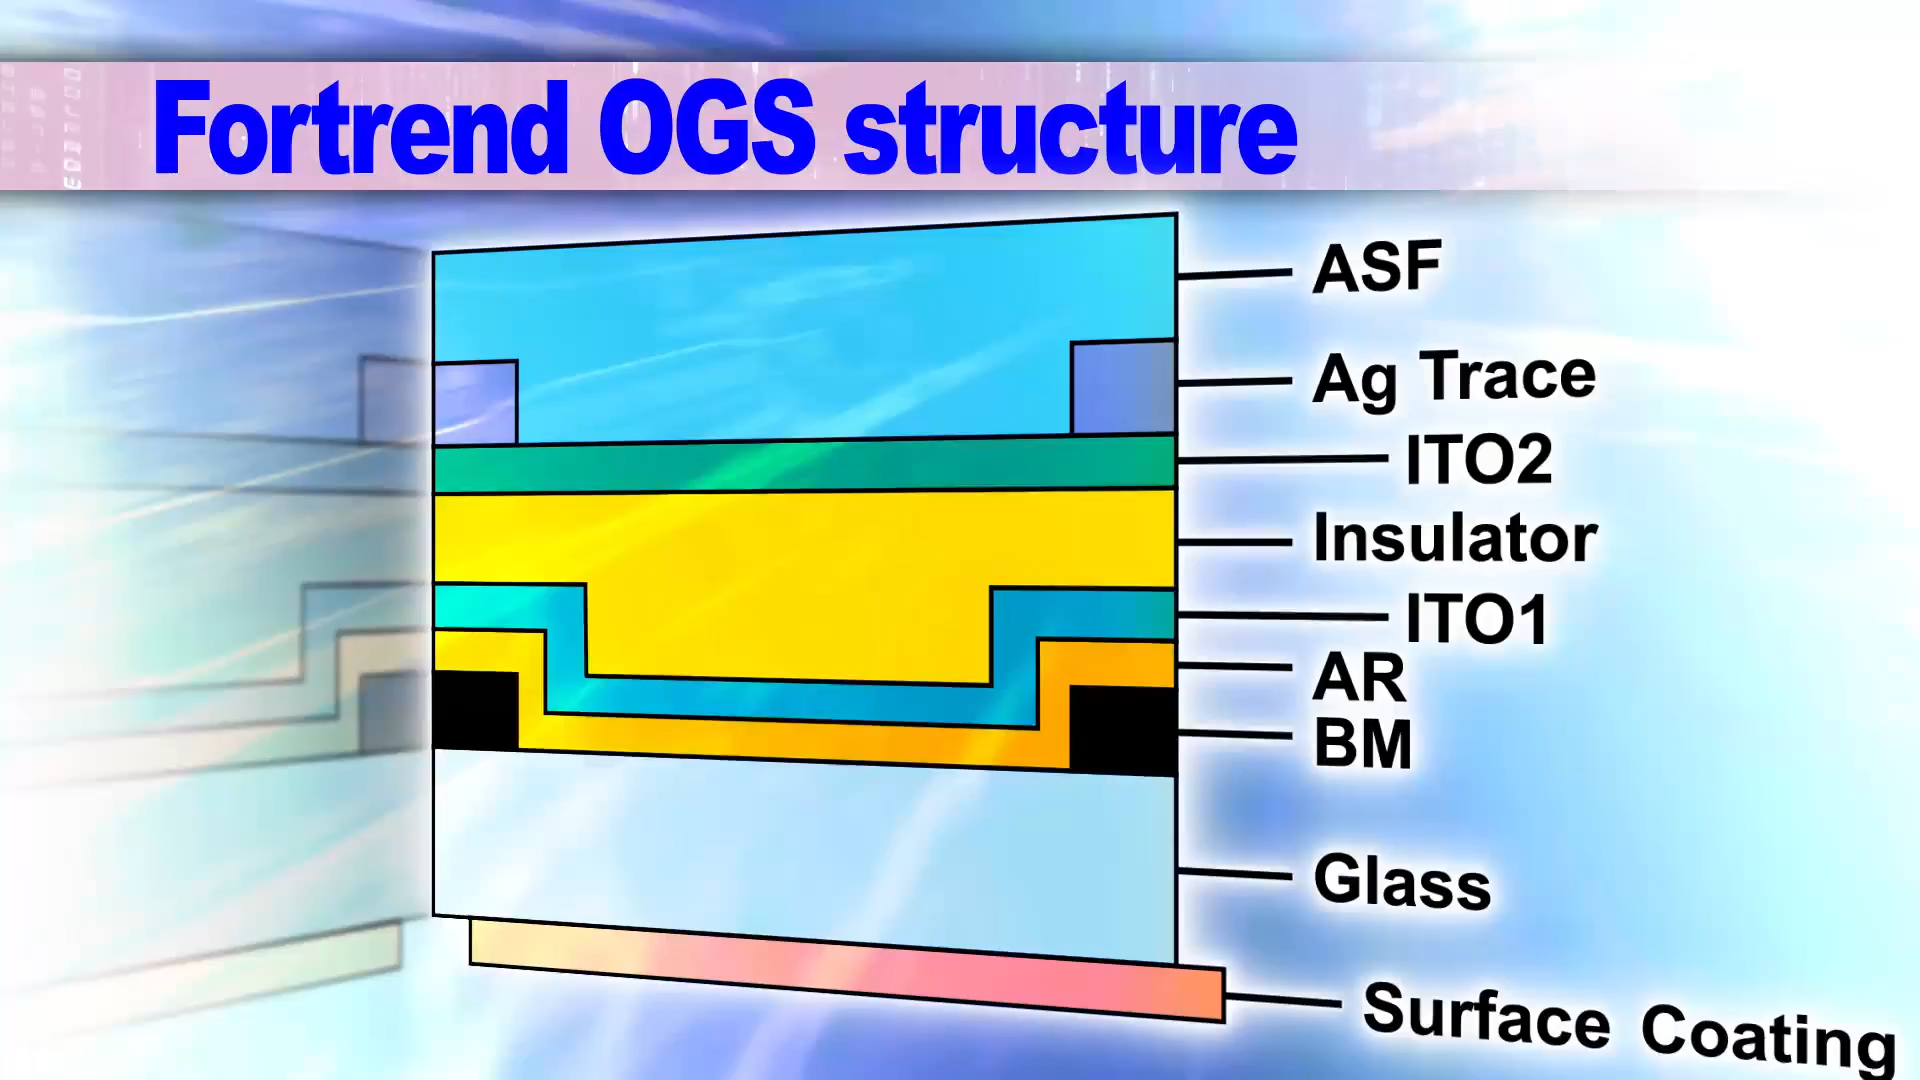 Fortrend OGS structure
ASF
Ag Trace
ITO2
Insulator
ITO1
AR
BM
Glass
Surface Coating